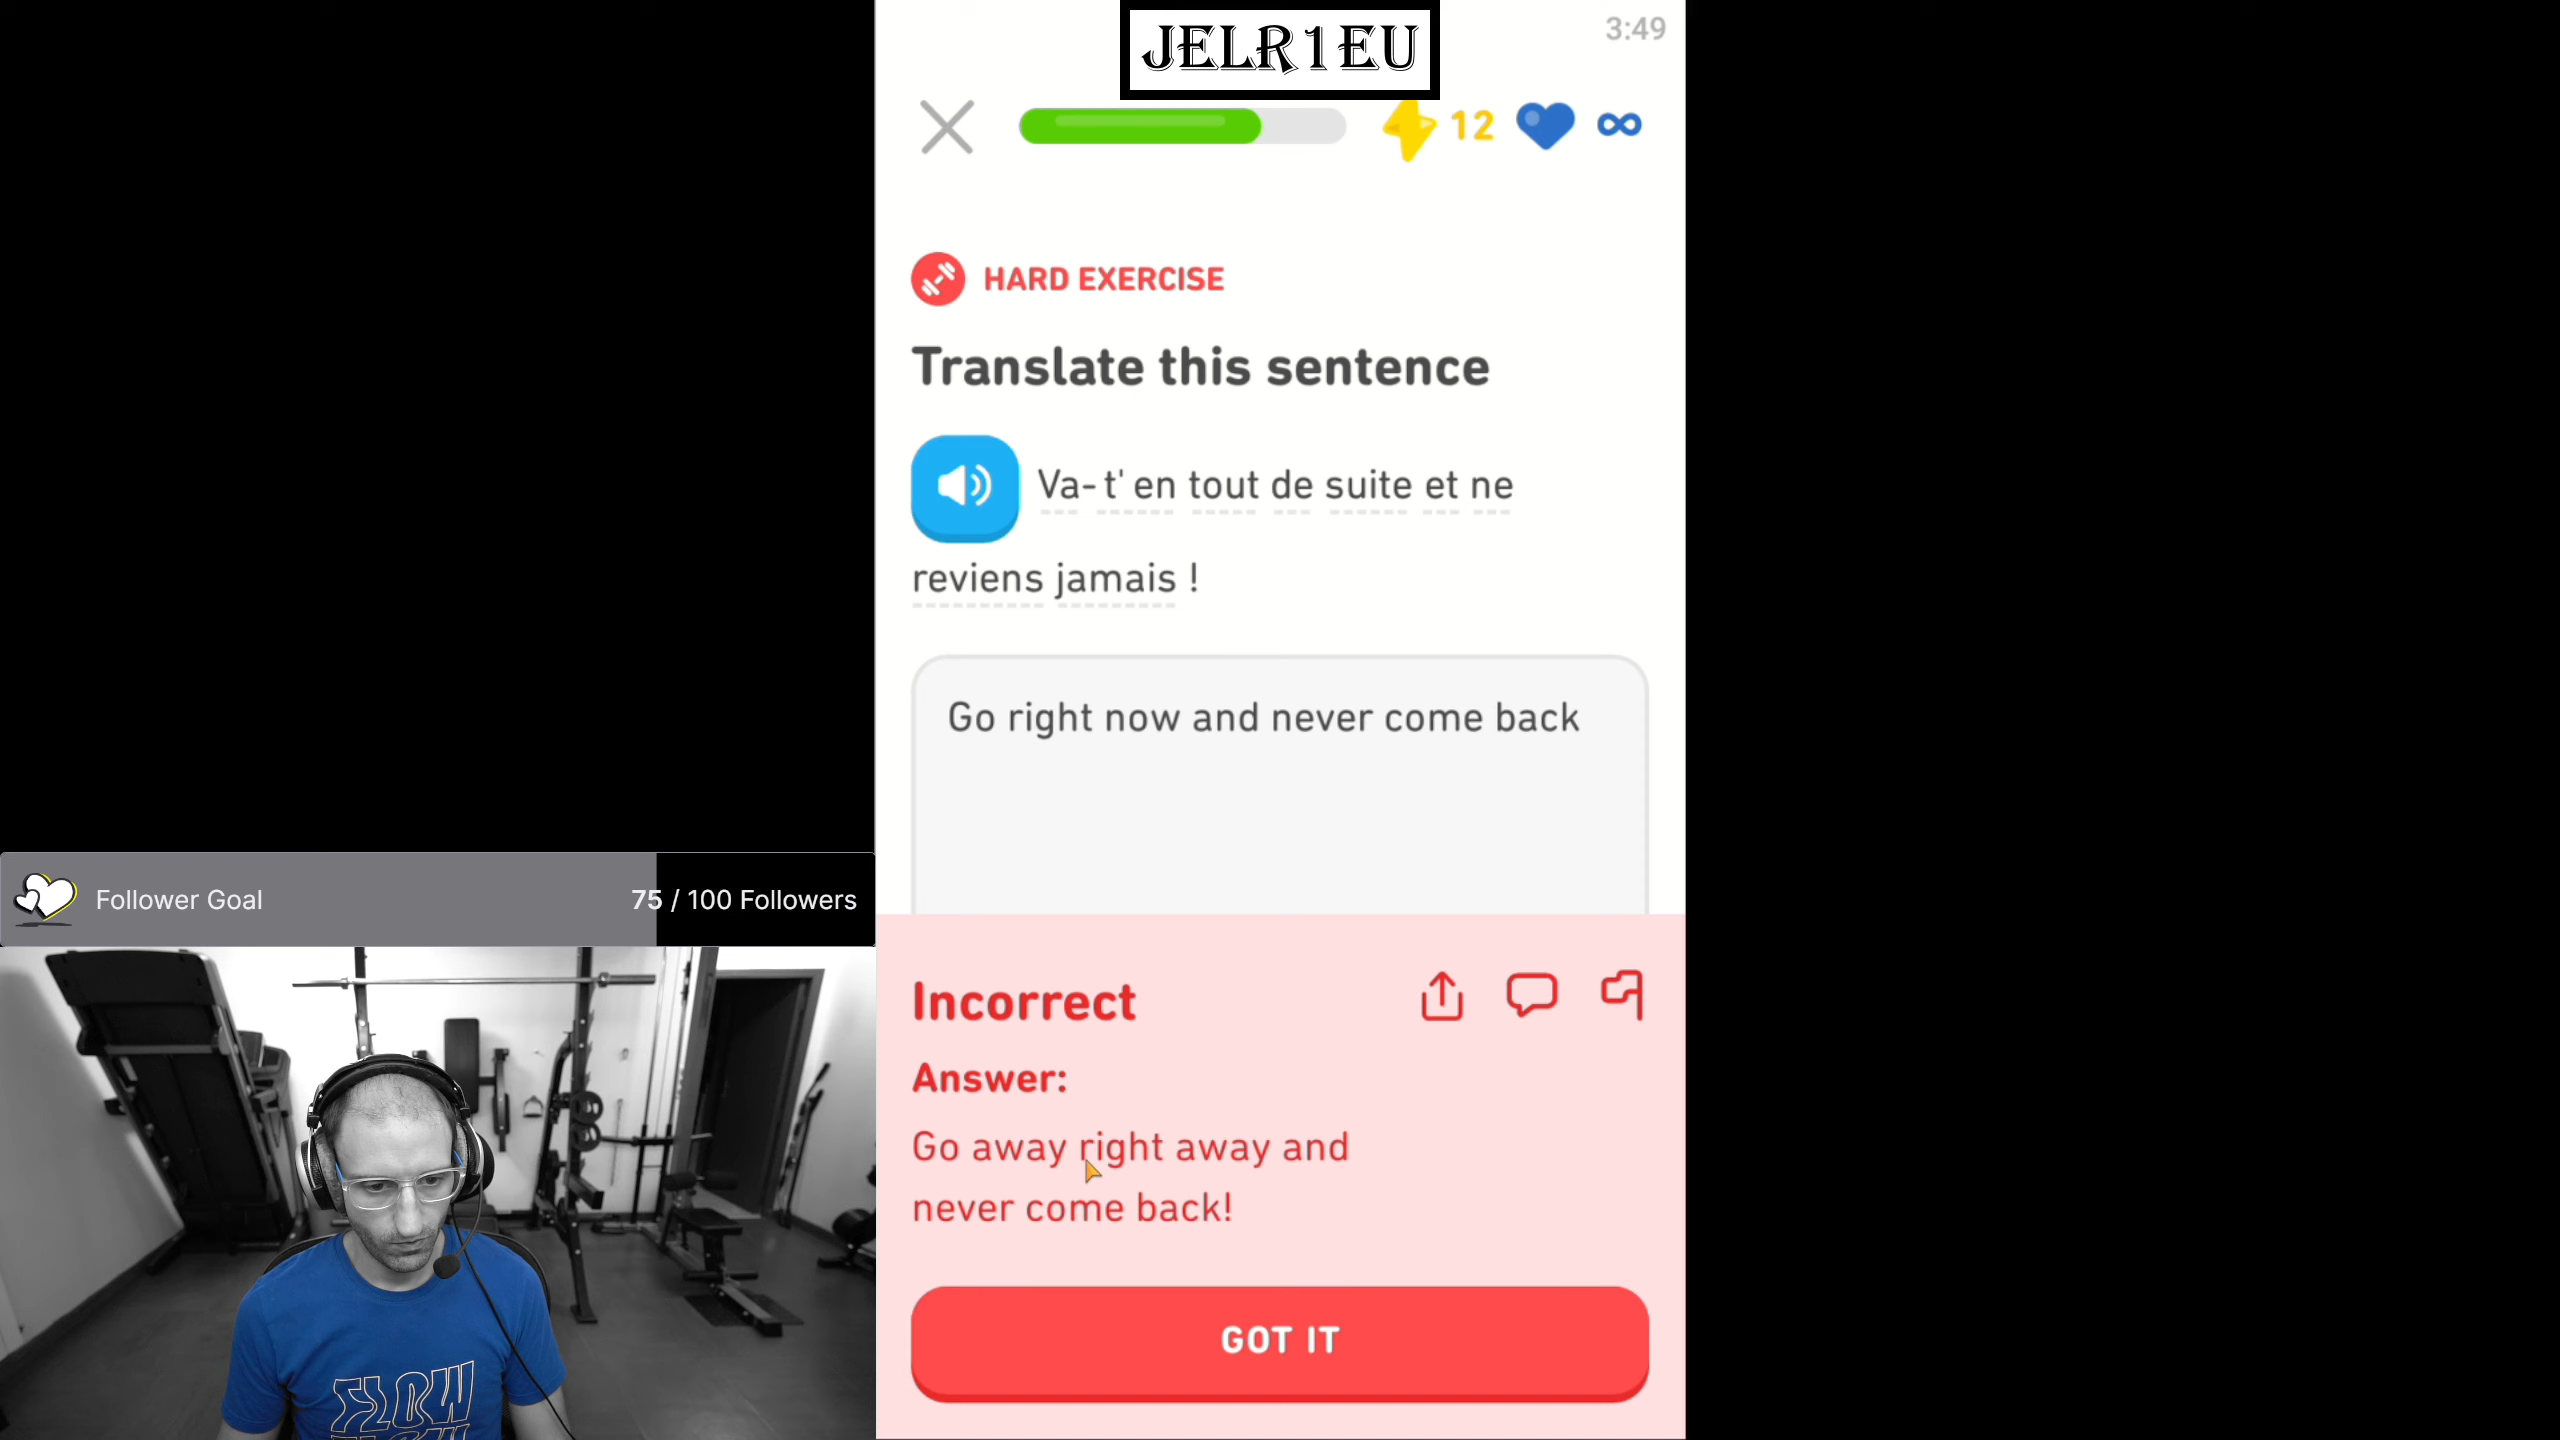 JELR1EU
3:49
12
HARD EXERCISE
Translate this sentence
Va-t'en tout de suite et ne
reviens jamais !
Go right now and never come back
Follower Goal
75 / 100 Followers
Incorrect
Answer:
Go away right away and
never come back!
GOT IT
FLOW